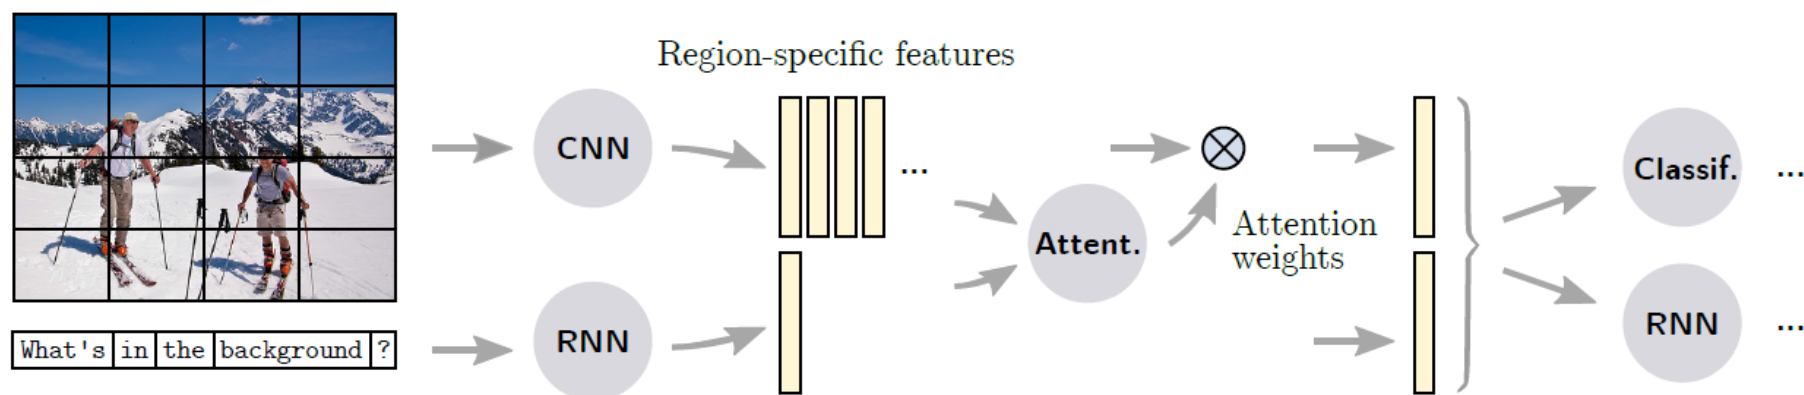 Region-specific features
CNN
...
Classif. ...
Attent.
Attention
weights
RNN
RNN ...
What's in the background ?